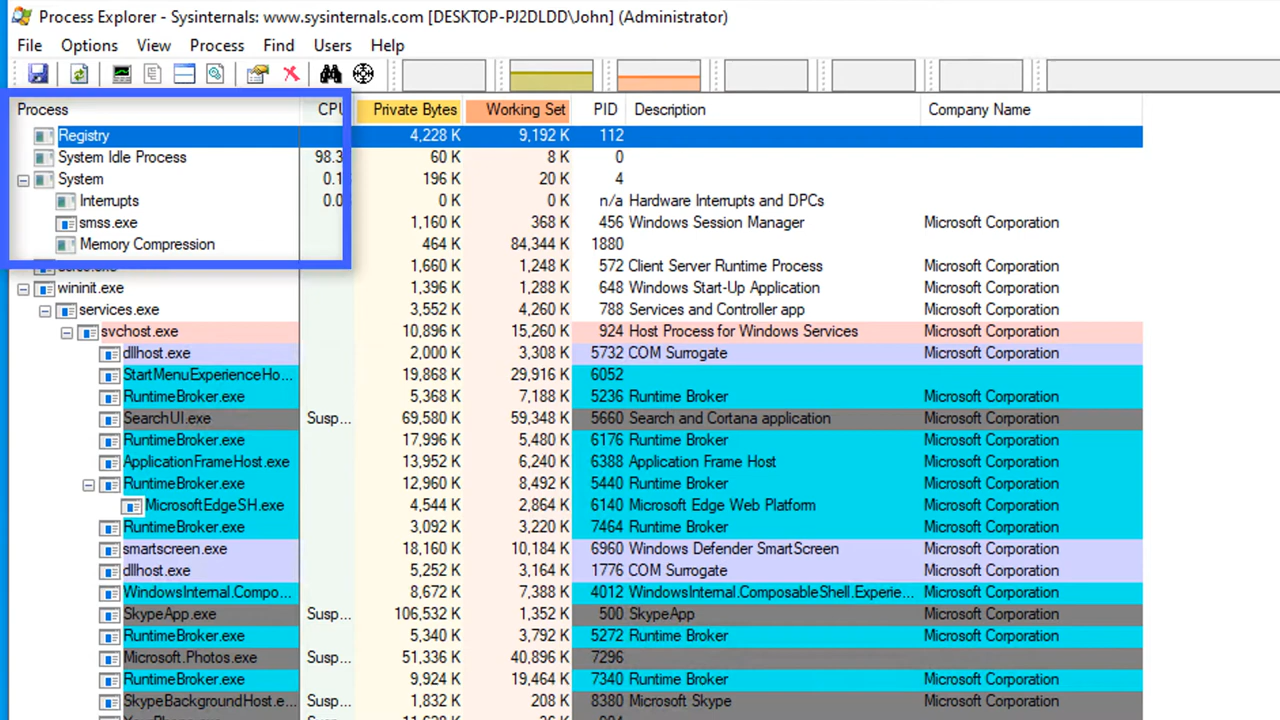 Process Explorer - Sysinternals: www.sysinternals.com [DESKTOP-PJ2DLDD\John] (Administrator)
File Options View Process Find Users Help
Process CPU Private Bytes Working Set PID Description Company Name
Registry 4,228 K 9,192 K 112
System Idle Process 98.3 60 K 8 K 0
System 0.1 196 K 20 K 4
Interrupts 0.0 0 K 0 K n/a Hardware Interrupts and DPCs
smss.exe 1,160 K 368 K 456 Windows Session Manager Microsoft Corporation
Memory Compression 464 K 84,344 K 1880
1,660 K 1,248 K 572 Client Server Runtime Process Microsoft Corporation
wininit.exe 1,396 K 1,288 K 648 Windows Start-Up Application Microsoft Corporation
services.exe 3,552 K 4,260 K 788 Services and Controller app Microsoft Corporation
svchost.exe 10,896 K 15,260 K 924 Host Process for Windows Services Microsoft Corporation
dllhost.exe 2,000 K 3,308 K 5732 COM Surrogate Microsoft Corporation
StartMenuExperienceHo... 19,868 K 29,916 K 6052
RuntimeBroker.exe 5,368 K 7,188 K 5236 Runtime Broker Microsoft Corporation
SearchUI.exe Susp... 69,580 K 59,348 K 5660 Search and Cortana application Microsoft Corporation
RuntimeBroker.exe 17,996 K 5,480 K 6176 Runtime Broker Microsoft Corporation
ApplicationFrameHost.exe 13,952 K 6,240 K 6388 Application Frame Host Microsoft Corporation
RuntimeBroker.exe 12,960 K 8,492 K 5440 Runtime Broker Microsoft Corporation
MicrosoftEdgeSH.exe 4,544 K 2,864 K 6140 Microsoft Edge Web Platform Microsoft Corporation
RuntimeBroker.exe 3,092 K 3,220 K 7464 Runtime Broker Microsoft Corporation
smartscreen.exe 18,160 K 10,184 K 6960 Windows Defender SmartScreen Microsoft Corporation
dllhost.exe 5,252 K 3,164 K 1776 COM Surrogate Microsoft Corporation
WindowsInternal.Compo... 8,672 K 7,388 K 4012 WindowsInternal.ComposableShell.Experie... Microsoft Corporation
SkypeApp.exe Susp... 106,532 K 1,352 K 500 SkypeApp Microsoft Corporation
RuntimeBroker.exe 5,340 K 3,792 K 5272 Runtime Broker Microsoft Corporation
Microsoft.Photos.exe Susp... 51,336 K 40,896 K 7296
RuntimeBroker.exe 9,924 K 19,464 K 7340 Runtime Broker Microsoft Corporation
SkypeBackgroundHost.e... Susp... 1,832 K 208 K 8380 Microsoft Skype Microsoft Corporation